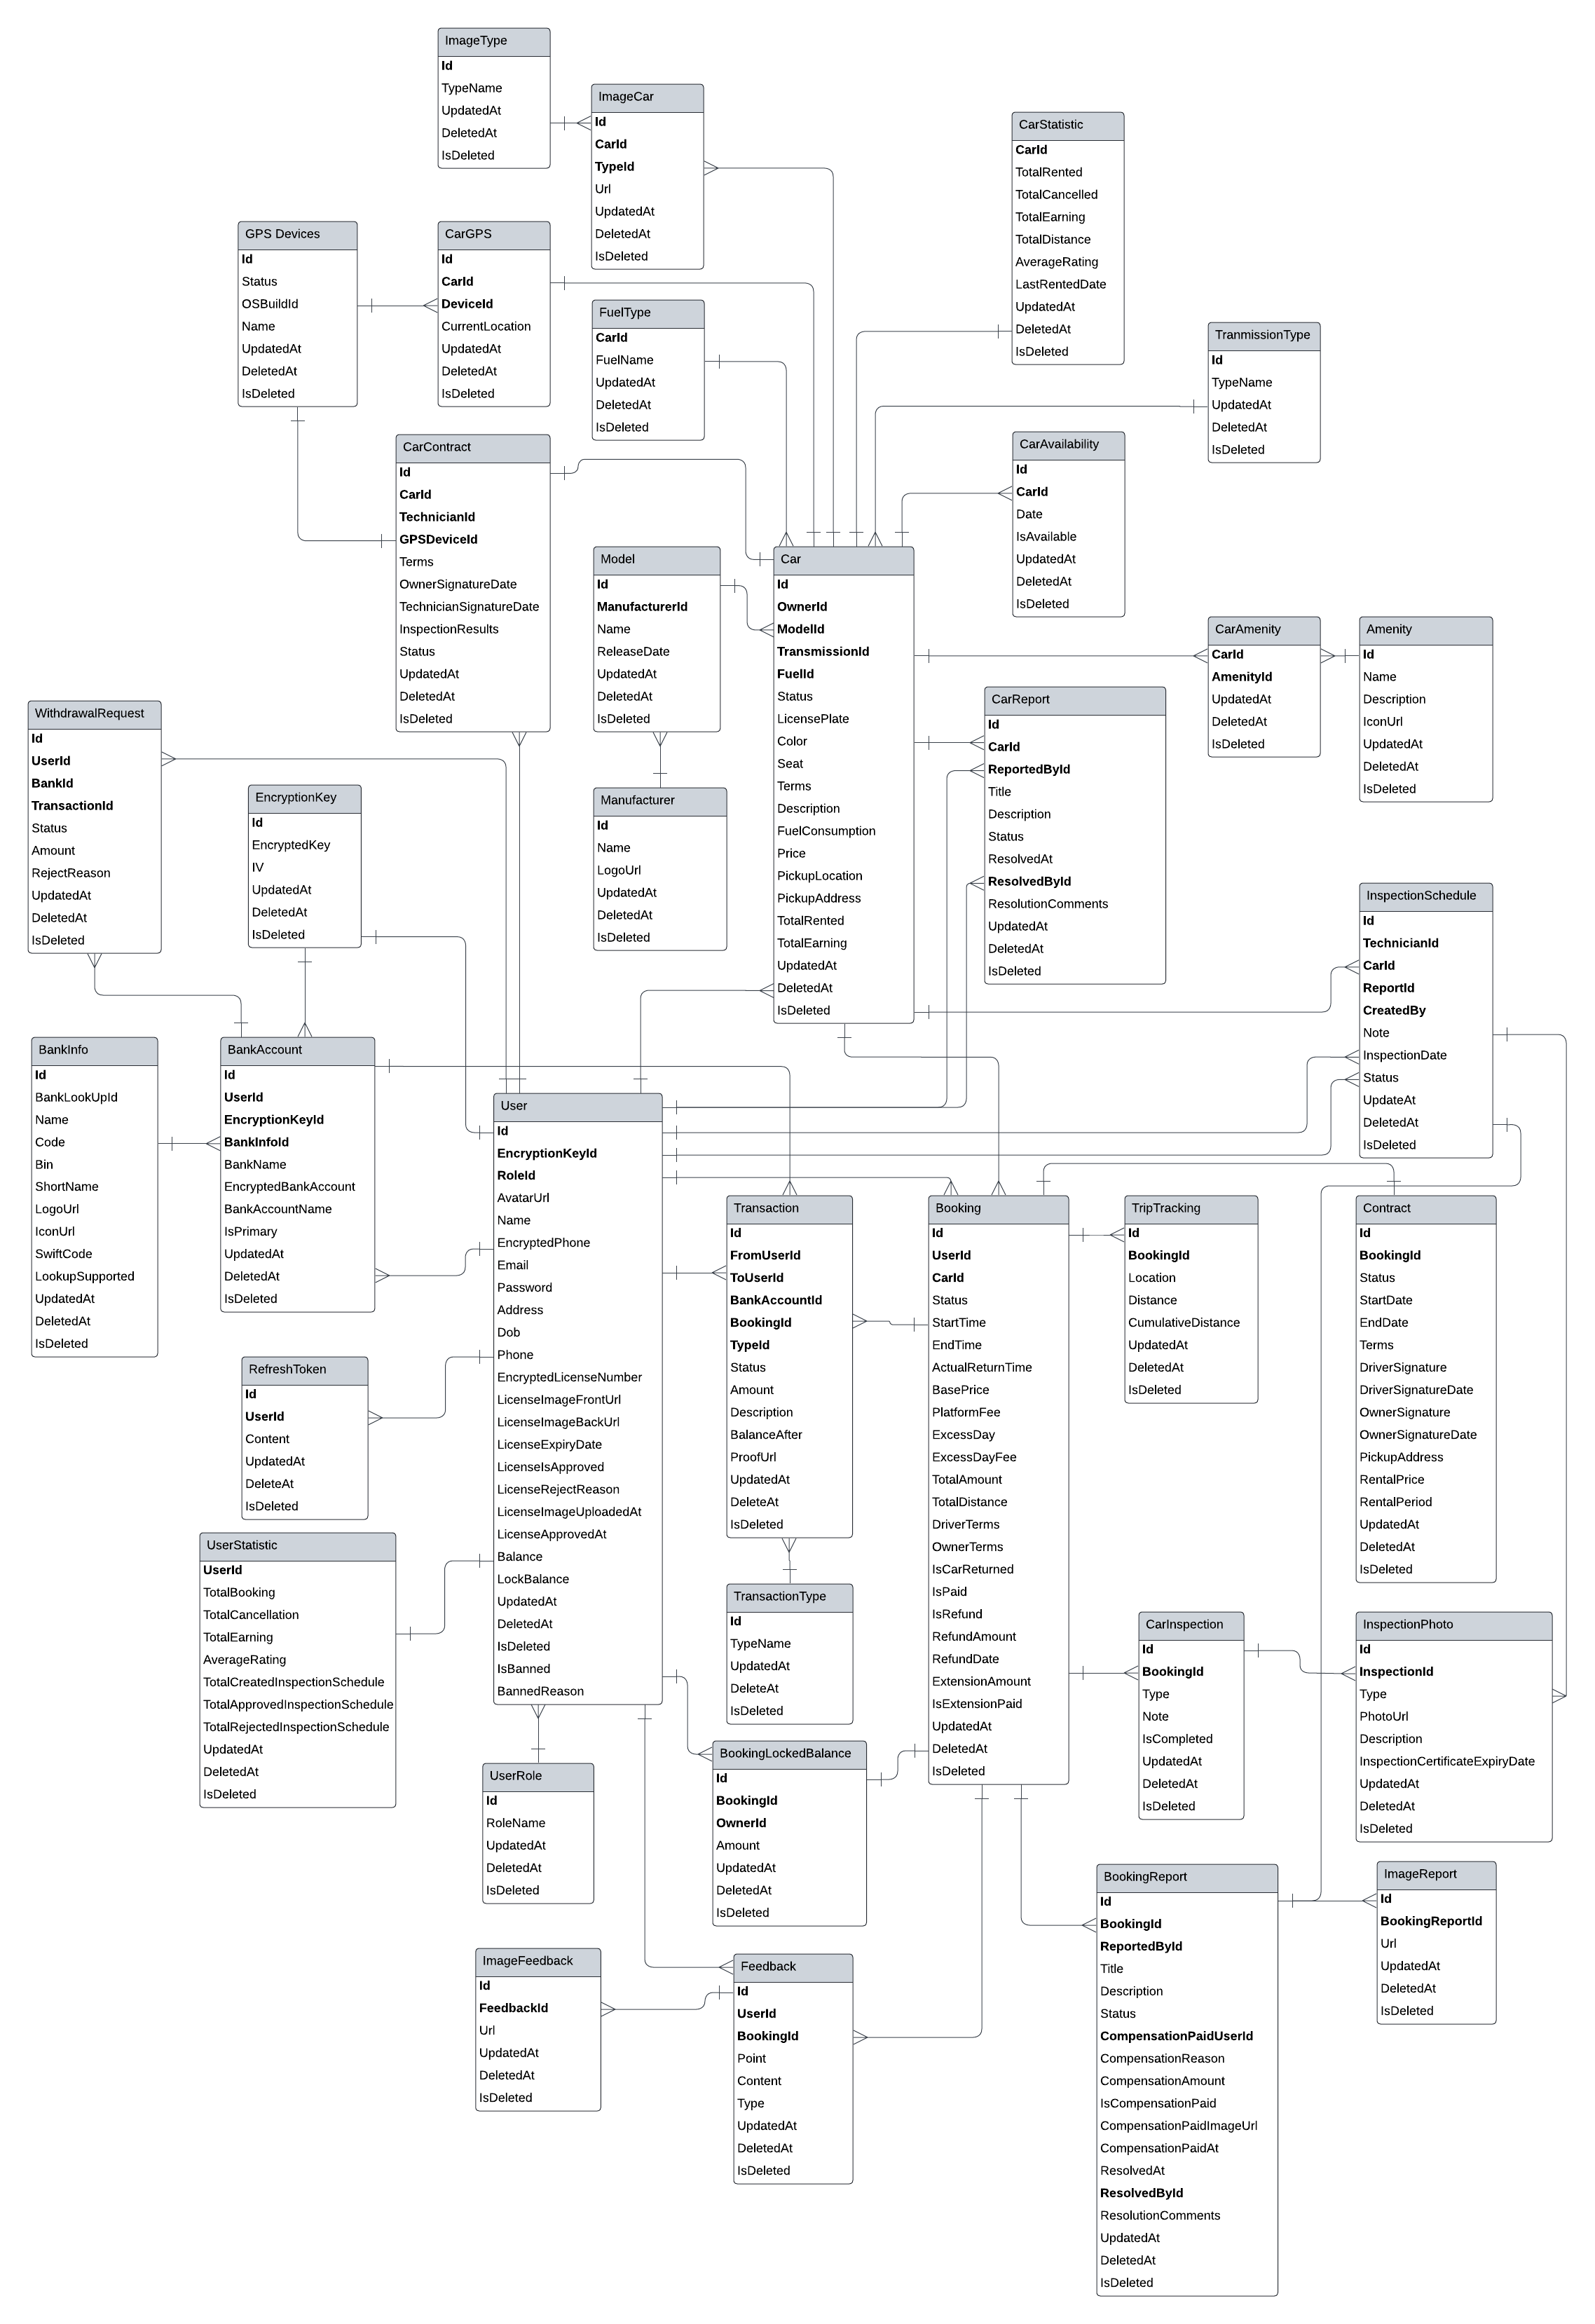 ImageType
Id
TypeName
UpdatedAt
DeletedAt
IsDeleted
ImageCar
Id
CarId
TypeId
Url
UpdatedAt
DeletedAt
IsDeleted
CarStatistic
CarId
TotalRented
TotalCancelled
TotalEarning
TotalDistance
AverageRating
LastRentedDate
UpdatedAt
DeletedAt
IsDeleted
GPS Devices
Id
Status
OSBuildId
Name
UpdatedAt
DeletedAt
IsDeleted
CarGPS
Id
CarId
DeviceId
CurrentLocation
UpdatedAt
DeletedAt
IsDeleted
FuelType
CarId
FuelName
UpdatedAt
DeletedAt
IsDeleted
TranmissionType
Id
TypeName
UpdatedAt
DeletedAt
IsDeleted
CarContract
Id
CarId
TechnicianId
GPSDeviceId
Terms
OwnerSignatureDate
TechnicianSignatureDate
InspectionResults
Status
UpdatedAt
DeletedAt
IsDeleted
CarAvailability
Id
CarId
Date
IsAvailable
UpdatedAt
DeletedAt
IsDeleted
Model
Id
ManufacturerId
Name
ReleaseDate
UpdatedAt
DeletedAt
IsDeleted
Car
Id
OwnerId
ModelId
TransmissionId
FuelId
Status
LicensePlate
Color
Seat
Terms
Description
FuelConsumption
Price
PickupLocation
PickupAddress
TotalRented
TotalEarning
UpdatedAt
DeletedAt
IsDeleted
CarAmenity
CarId
AmenityId
UpdatedAt
DeletedAt
IsDeleted
Amenity
Id
Name
Description
IconUrl
UpdatedAt
DeletedAt
IsDeleted
CarReport
Id
CarId
ReportedById
Title
Description
Status
ResolvedAt
ResolvedById
ResolutionComments
UpdatedAt
DeletedAt
IsDeleted
WithdrawalRequest
Id
UserId
BankId
TransactionId
Status
Amount
RejectReason
UpdatedAt
DeletedAt
IsDeleted
EncryptionKey
Id
EncryptedKey
IV
UpdatedAt
DeletedAt
IsDeleted
Manufacturer
Id
Name
LogoUrl
UpdatedAt
DeletedAt
IsDeleted
InspectionSchedule
Id
TechnicianId
CarId
ReportId
CreatedBy
Note
InspectionDate
Status
UpdateAt
DeletedAt
IsDeleted
BankInfo
Id
BankLookUpId
Name
Code
Bin
ShortName
LogoUrl
IconUrl
SwiftCode
LookupSupported
UpdatedAt
DeletedAt
IsDeleted
BankAccount
Id
UserId
EncryptionKeyId
BankInfoId
BankName
EncryptedBankAccount
BankAccountName
IsPrimary
UpdatedAt
DeletedAt
IsDeleted
User
Id
EncryptionKeyId
RoleId
AvatarUrl
Name
EncryptedPhone
Email
Password
Address
Dob
Phone
EncryptedLicenseNumber
LicenseImageFrontUrl
LicenseImageBackUrl
LicenseExpiryDate
LicenseIsApproved
LicenseRejectReason
LicenseImageUploadedAt
LicenseApprovedAt
Balance
LockBalance
UpdatedAt
DeletedAt
IsDeleted
IsBanned
BannedReason
Transaction
Id
FromUserId
ToUserId
BankAccountId
BookingId
TypeId
Status
Amount
Description
BalanceAfter
ProofUrl
UpdatedAt
DeleteAt
IsDeleted
Booking
Id
UserId
CarId
Status
StartTime
EndTime
ActualReturnTime
BasePrice
PlatformFee
ExcessDay
ExcessDayFee
TotalAmount
TotalDistance
DriverTerms
OwnerTerms
IsCarReturned
IsPaid
IsRefund
RefundAmount
RefundDate
ExtensionAmount
IsExtensionPaid
UpdatedAt
DeletedAt
IsDeleted
TripTracking
Id
BookingId
Location
Distance
CumulativeDistance
UpdatedAt
DeletedAt
IsDeleted
Contract
Id
BookingId
Status
StartDate
EndDate
Terms
DriverSignature
DriverSignatureDate
OwnerSignature
OwnerSignatureDate
PickupAddress
RentalPrice
RentalPeriod
UpdatedAt
DeletedAt
IsDeleted
RefreshToken
Id
UserId
Content
UpdatedAt
DeleteAt
IsDeleted
UserStatistic
UserId
TotalBooking
TotalCancellation
TotalEarning
AverageRating
TotalCreatedInspectionSchedule
TotalApprovedInspectionSchedule
TotalRejectedInspectionSchedule
UpdatedAt
DeletedAt
IsDeleted
TransactionType
Id
TypeName
UpdatedAt
DeleteAt
IsDeleted
CarInspection
Id
BookingId
Type
Note
IsCompleted
UpdatedAt
DeletedAt
IsDeleted
InspectionPhoto
Id
InspectionId
Type
PhotoUrl
Description
InspectionCertificateExpiryDate
UpdatedAt
DeletedAt
IsDeleted
UserRole
Id
RoleName
UpdatedAt
DeletedAt
IsDeleted
BookingLockedBalance
Id
BookingId
OwnerId
Amount
UpdatedAt
DeletedAt
IsDeleted
BookingReport
Id
BookingId
ReportedById
Title
Description
Status
CompensationPaidUserId
CompensationReason
CompensationAmount
IsCompensationPaid
CompensationPaidImageUrl
CompensationPaidAt
ResolvedAt
ResolvedById
ResolutionComments
UpdatedAt
DeletedAt
IsDeleted
ImageReport
Id
BookingReportId
Url
UpdatedAt
DeletedAt
IsDeleted
ImageFeedback
Id
FeedbackId
Url
UpdatedAt
DeletedAt
IsDeleted
Feedback
Id
UserId
BookingId
Point
Content
Type
UpdatedAt
DeletedAt
IsDeleted